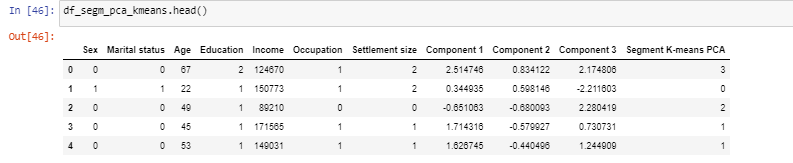 In [46]: df_segm_pca_kmeans.head()
Out[46]:
Sex Marital status Age Education Income Occupation Settlement size Component 1 Component 2 Component 3 Segment K-means PCA
0 0 0 67 2 124670 1 2 2.514746 0.834122 2.174806 3
1 1 1 22 1 150773 1 2 0.344935 0.598146 -2.211603 0
2 0 0 49 1 89210 0 0 -0.651063 -0.680093 2.280419 2
3 0 0 45 1 171565 1 1 1.714316 -0.579927 0.730731 1
4 0 0 53 1 149031 1 1 1.626745 -0.440496 1.244909 1